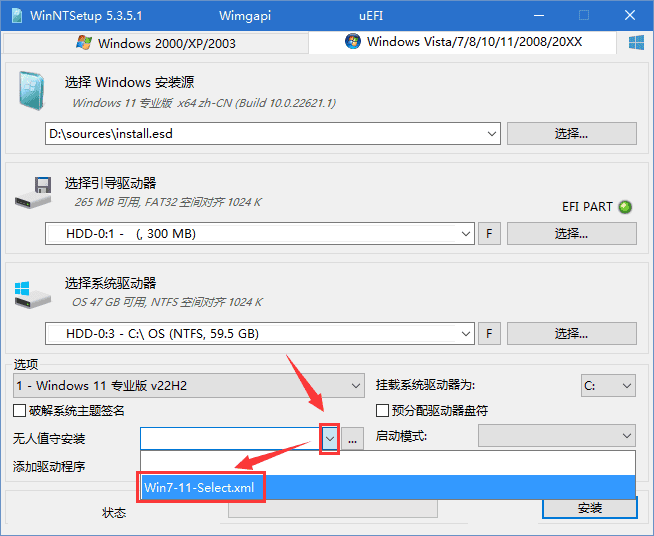 WinNTSetup 5.3.5.1 Wimgapi uEFI
Windows 2000/XP/2003 Windows Vista/7/8/10/11/2008/20XX
选择 Windows 安装源
Windows 11 专业版 x64 zh-CN (Build 10.0.22621.1)
D:\sources\install.esd 选择...
选择引导驱动器
265 MB 可用, FAT32 空间对齐 1024 K
EFI PART
HDD-0:1 - (, 300 MB) F 选择...
选择系统驱动器
OS 47 GB 可用, NTFS 空间对齐 1024 K
HDD-0:3 - C:\ OS (NTFS, 59.5 GB) F 选择...
选项
1 - Windows 11 专业版 v22H2 挂载系统驱动器为: C:
破解系统主题签名 预分配驱动器盘符
无人值守安装 ... 启动模式:
添加驱动程序
Win7-11-Select.xml
状态 安装